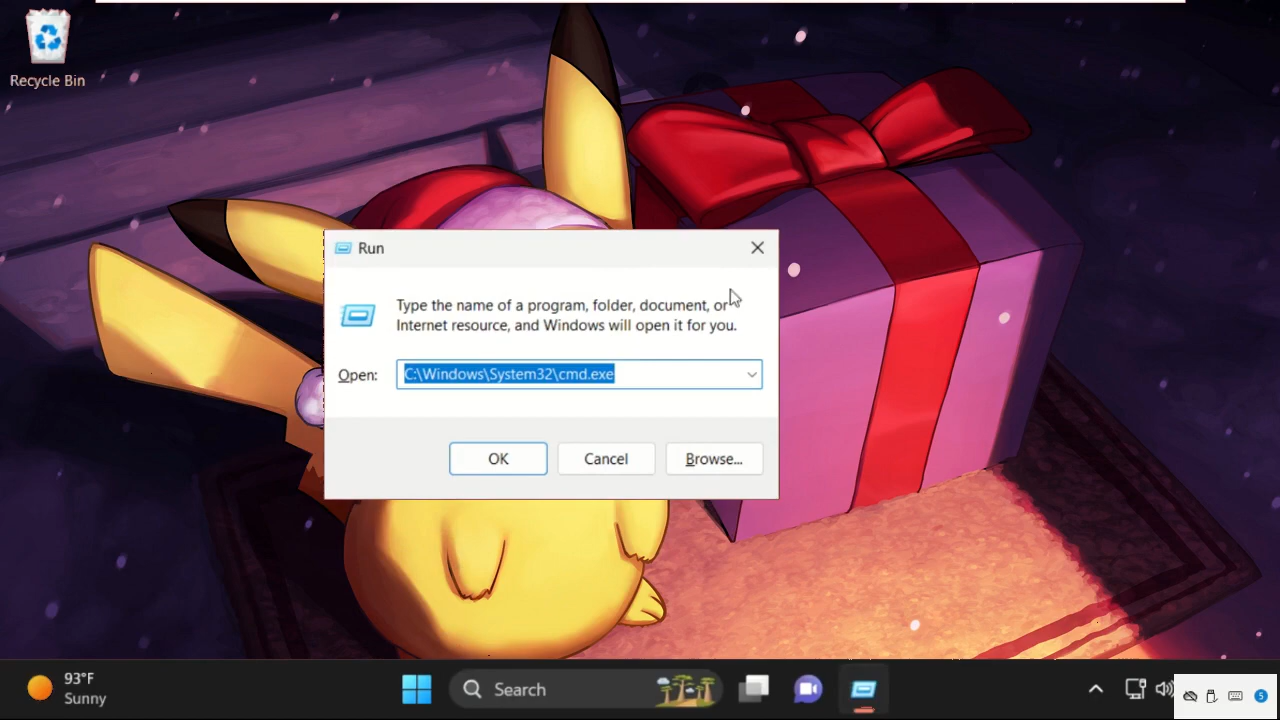 Recycle Bin
Run
Type the name of a program, folder, document, or
Internet resource, and Windows will open it for you.
Open:
C:\Windows\System32\cmd.exe
OK
Cancel
Browse...
93°F
Sunny
Search
5